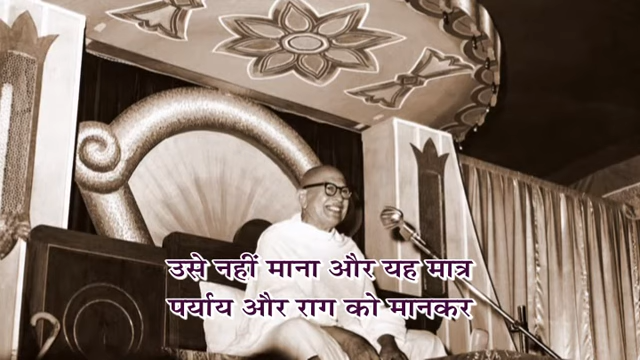 उसे नहीं माना और यह मात्र
पर्याय और राग को मानकर